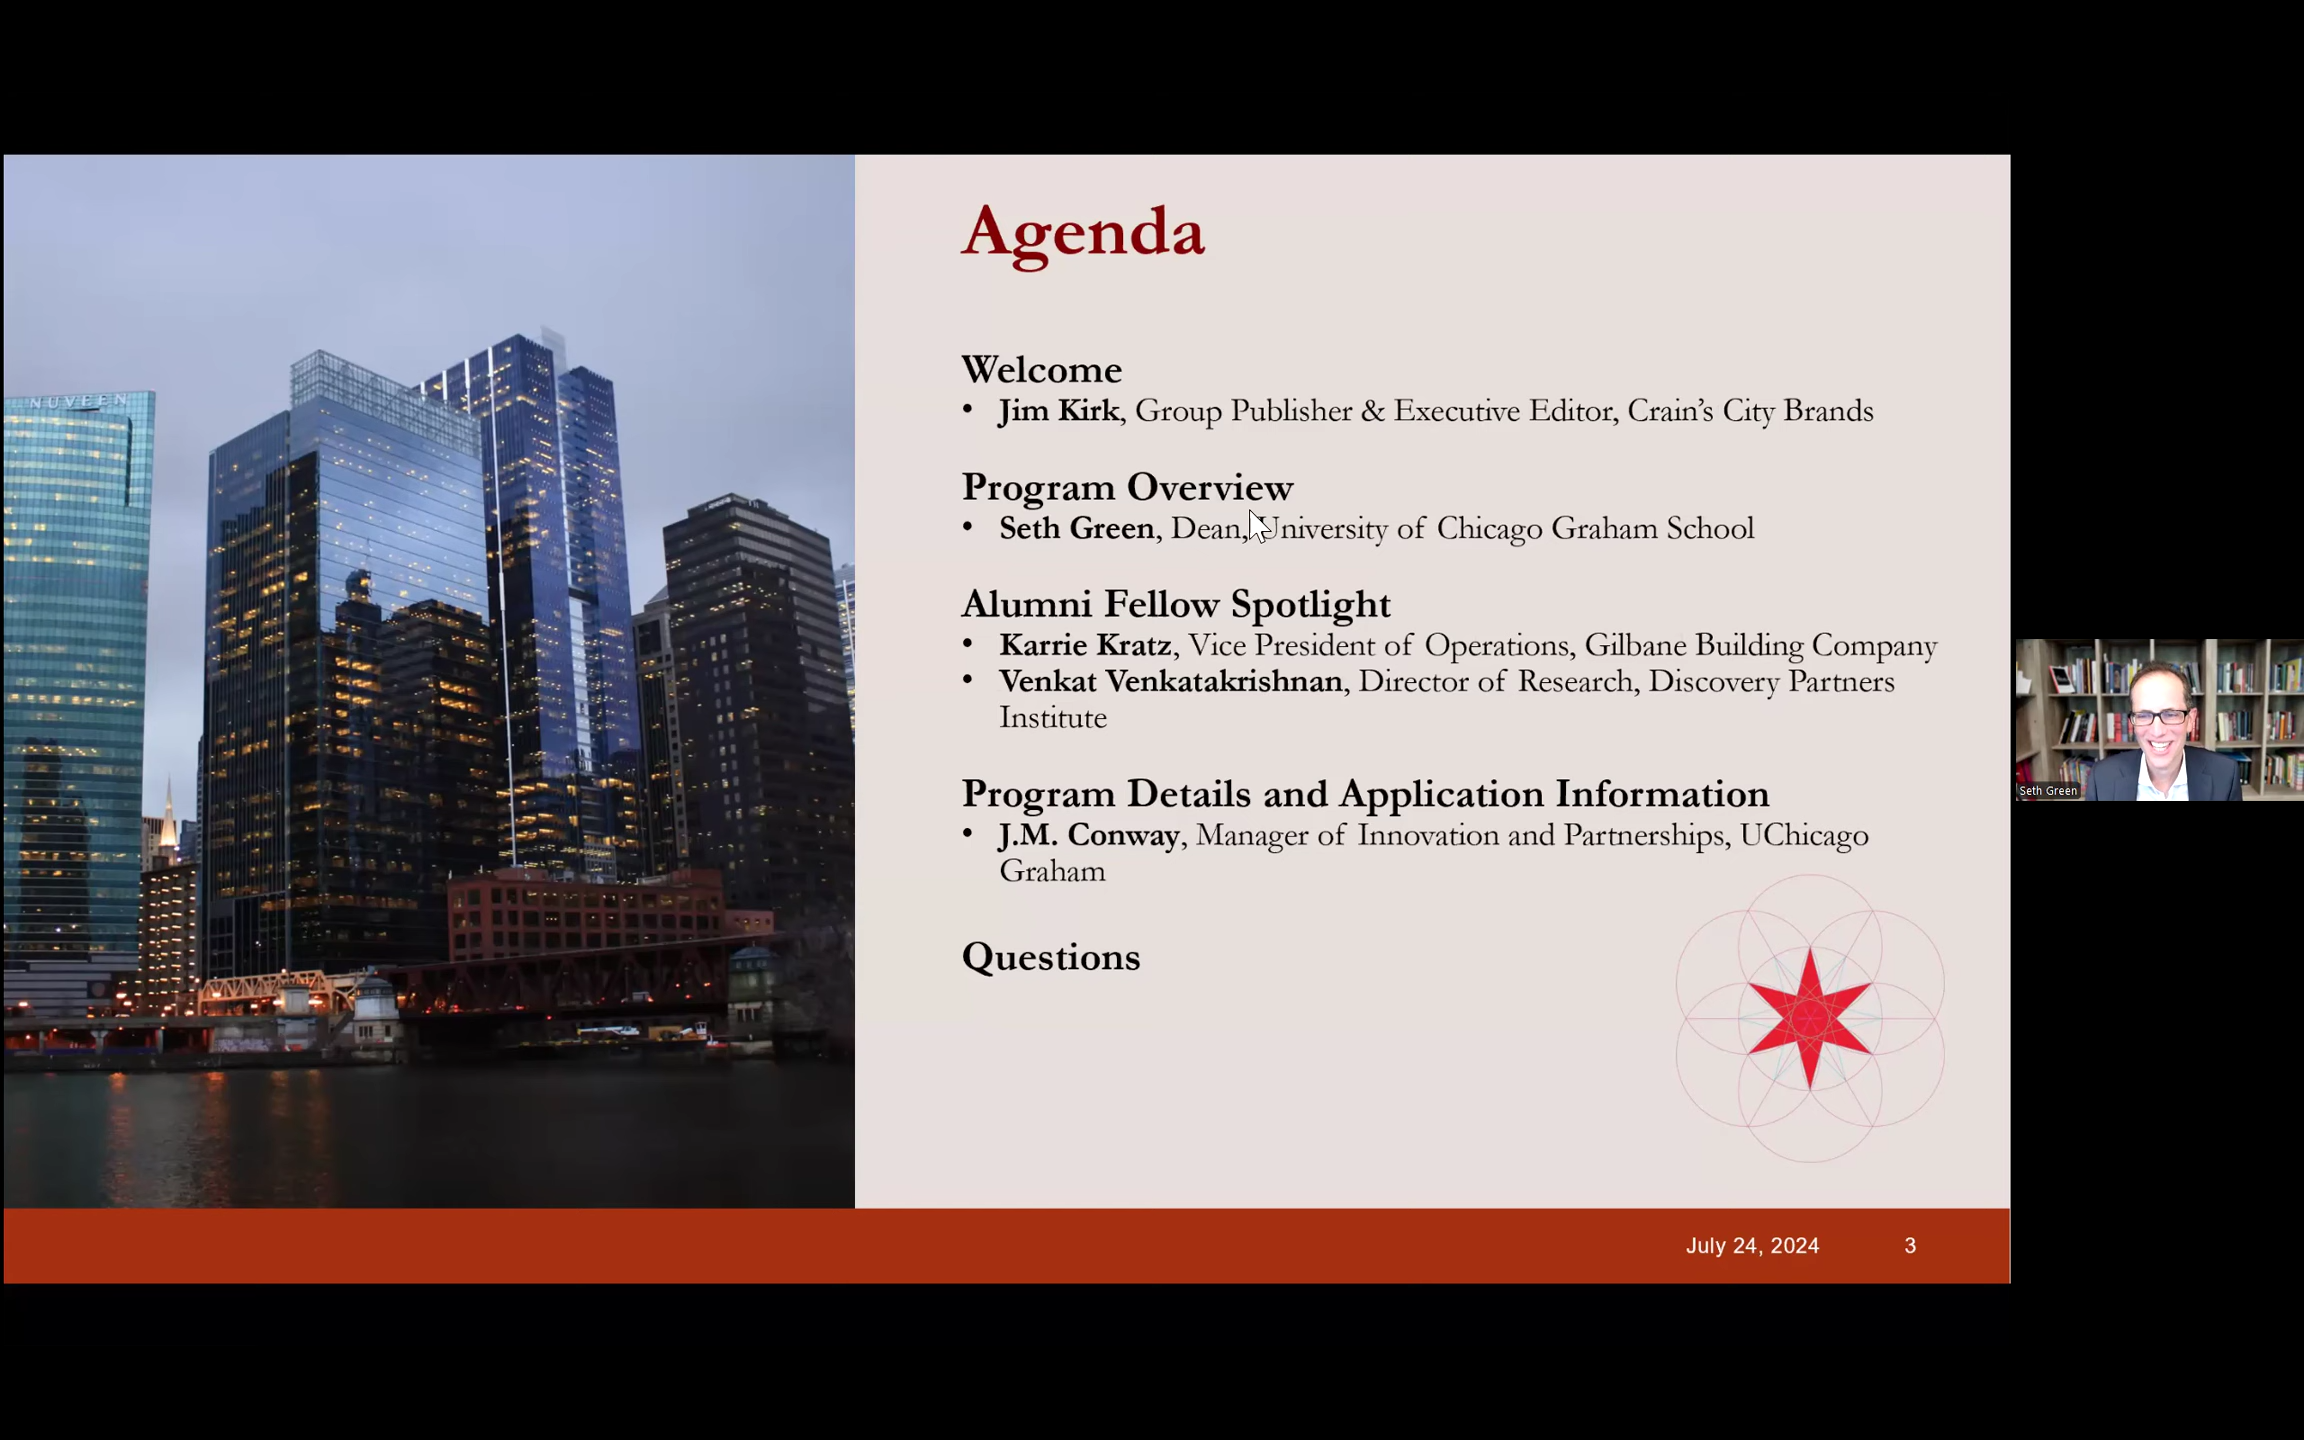 NUVEEN
Agenda
Welcome
• Jim Kirk, Group Publisher & Executive Editor, Crain’s City Brands
Program Overview
• Seth Green, Dean, University of Chicago Graham School
Alumni Fellow Spotlight
• Karrie Kratz, Vice President of Operations, Gilbane Building Company
• Venkat Venkatakrishnan, Director of Research, Discovery Partners
Institute
Program Details and Application Information
• J.M. Conway, Manager of Innovation and Partnerships, UChicago
Graham
Questions
July 24, 2024 3
Seth Green